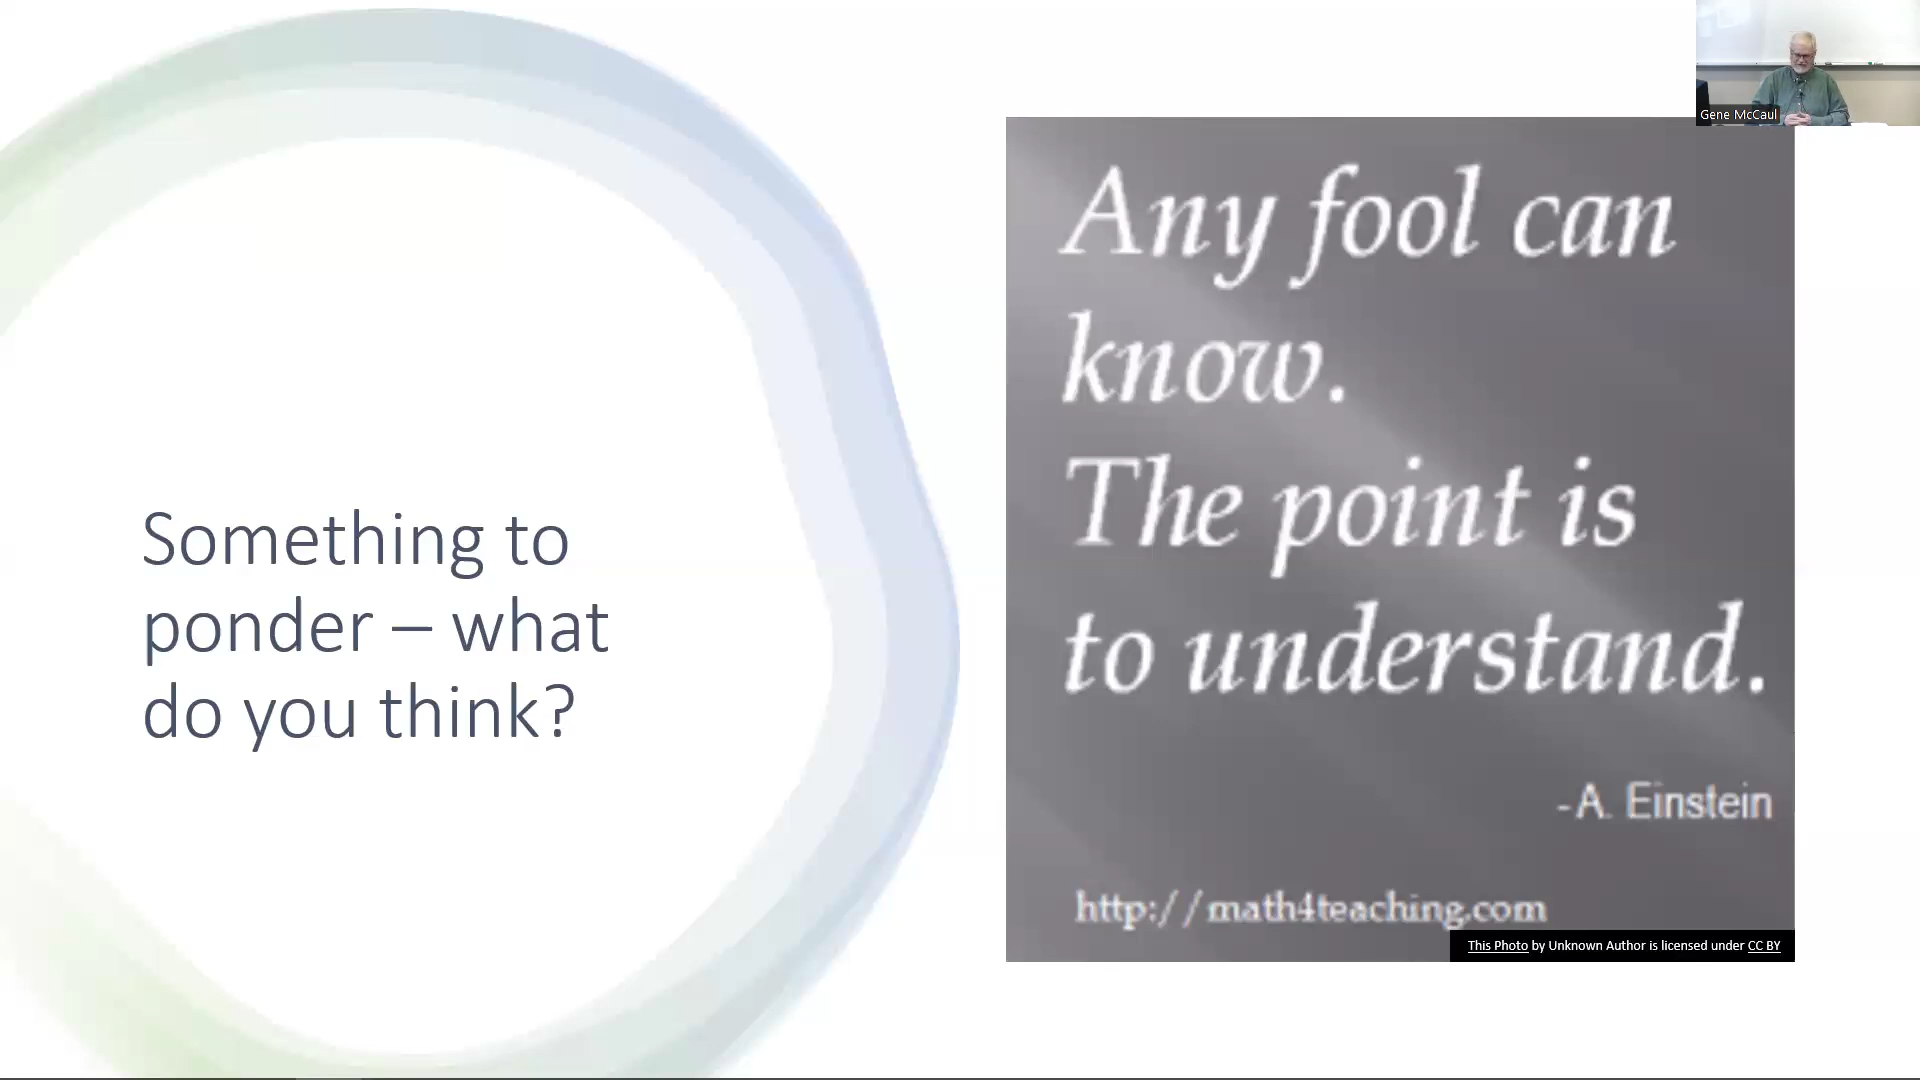 Gene McCaul
Something to
ponder – what
do you think?
Any fool can
know.
The point is
to understand.
-A. Einstein
http://math4teaching.com
This Photo by Unknown Author is licensed under CC BY